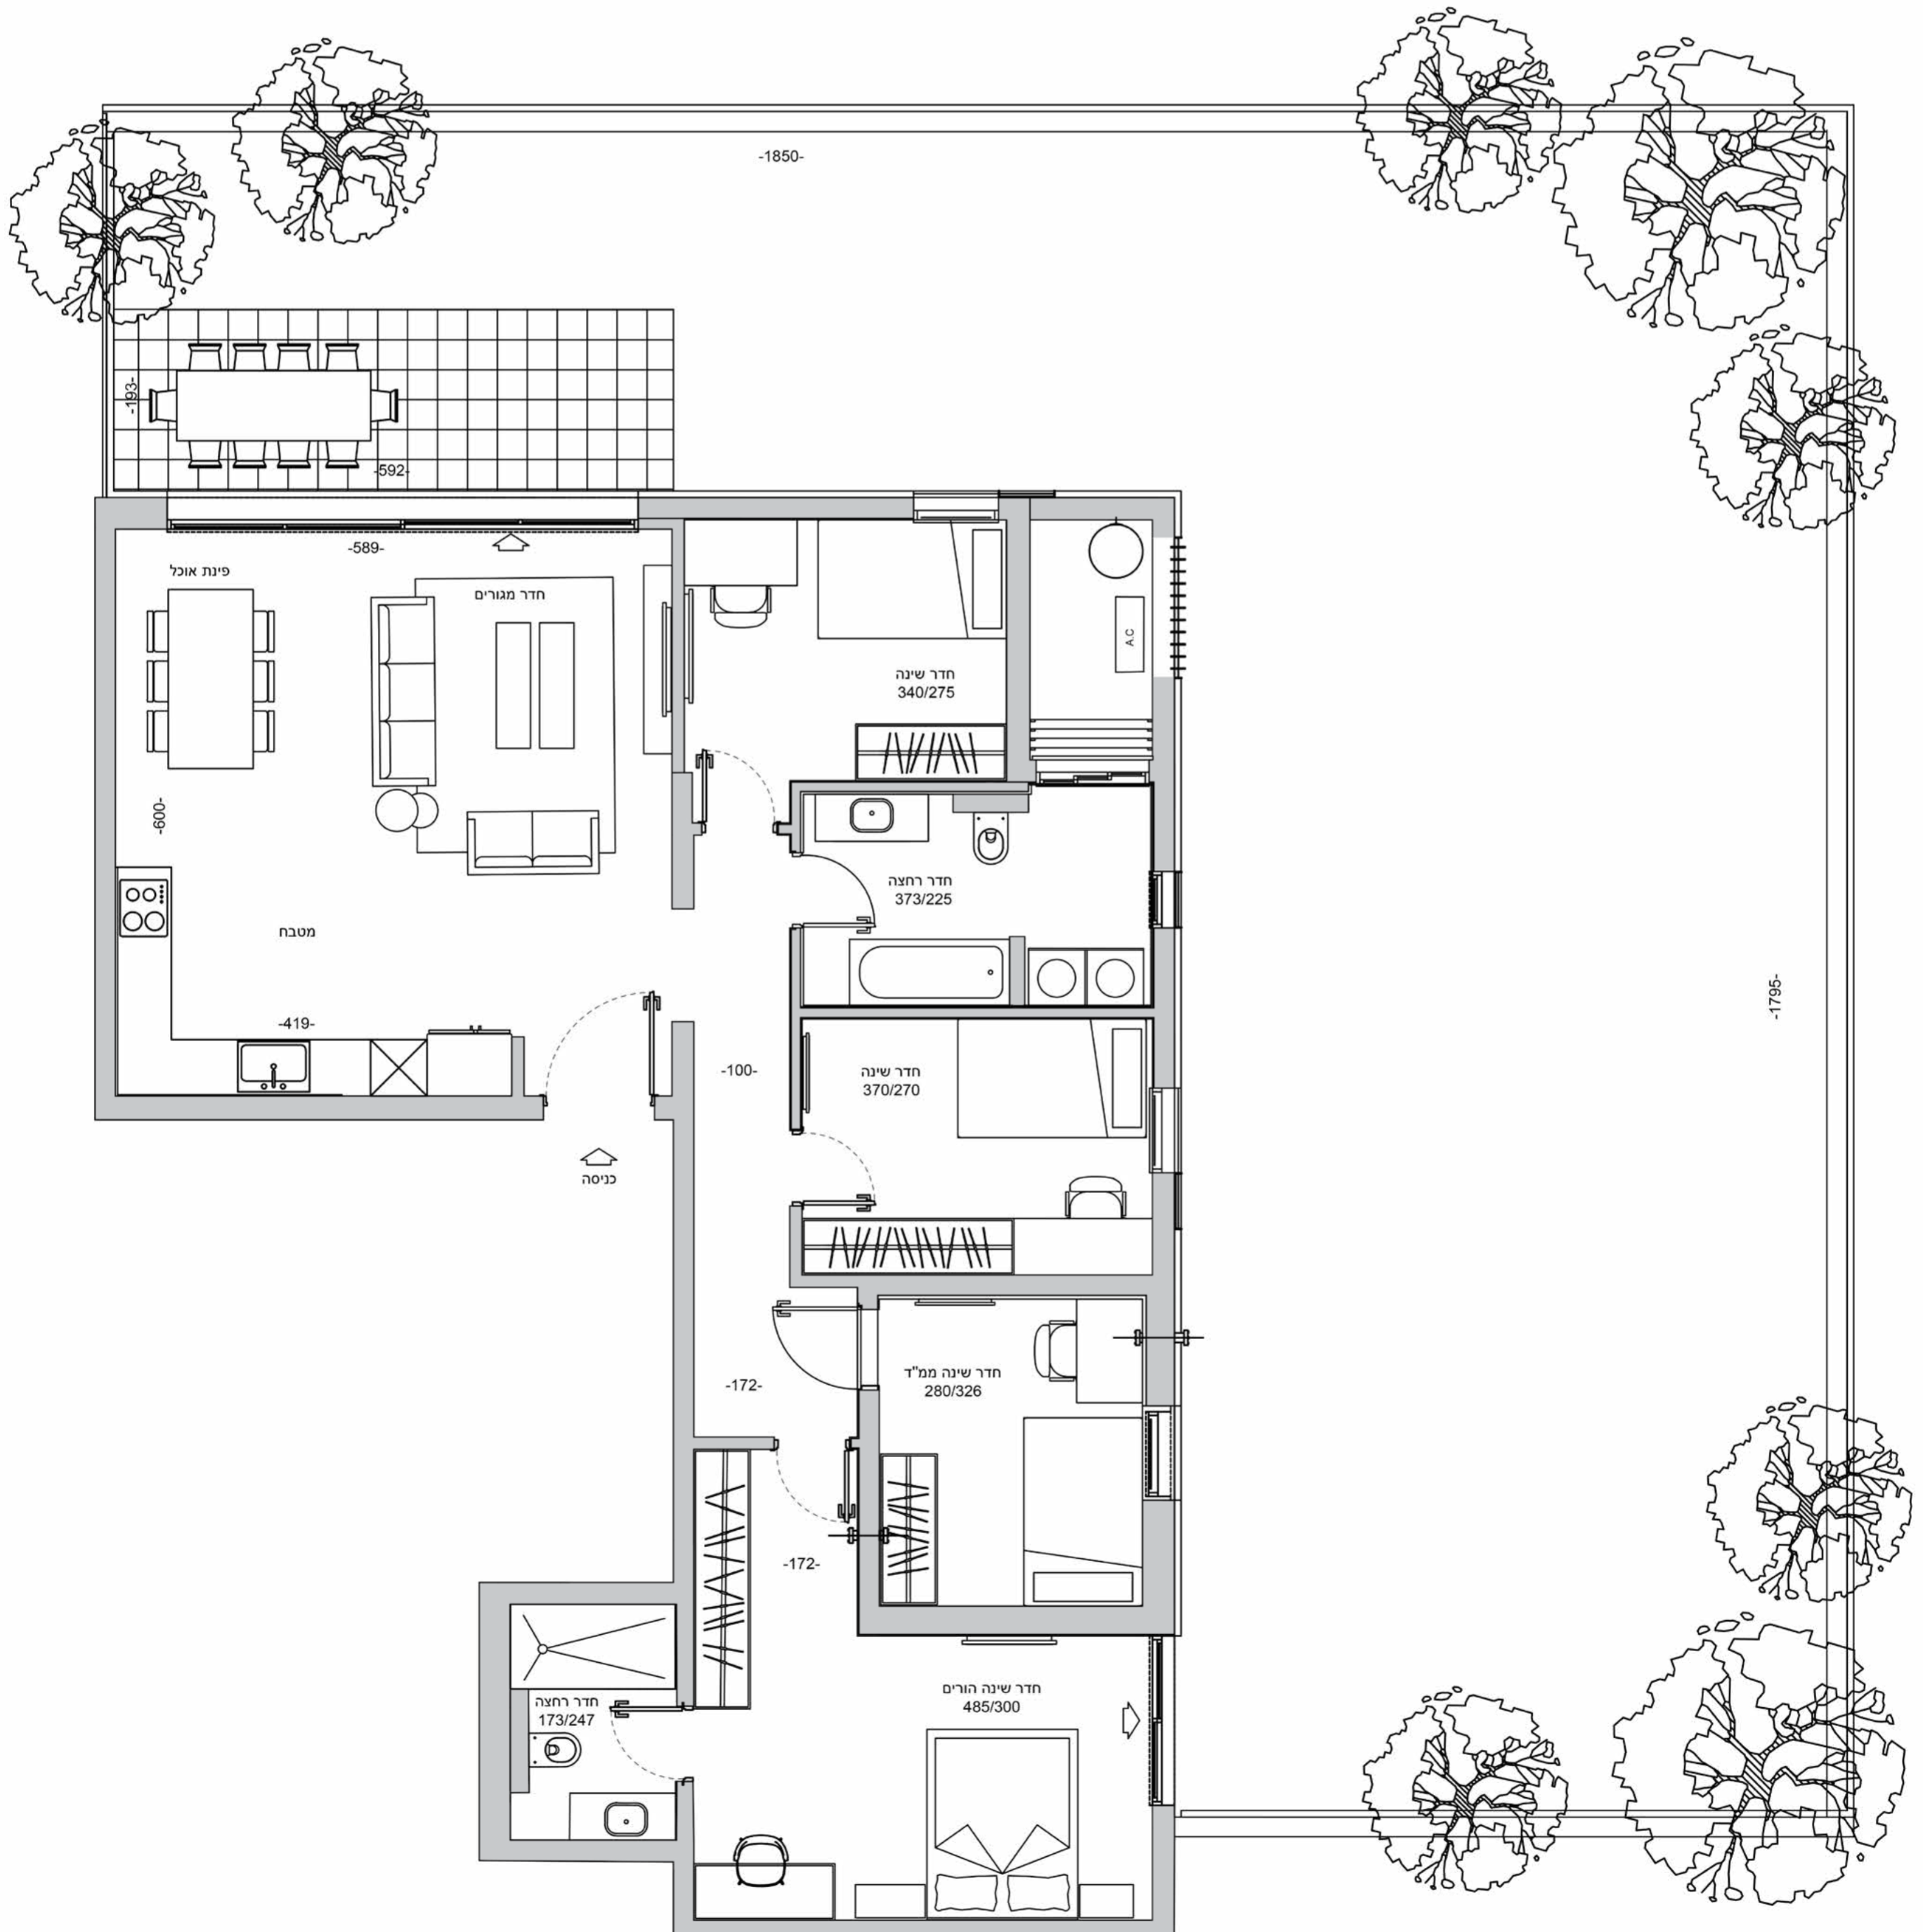 -1850-
-193-
-592-
-589-
פינת אוכל
חדר מגורים
חדר שינה
340/275
A.C
-600-
חדר רחצה
373/225
מטבח
-419-
-1795-
-100-
חדר שינה
370/270
כניסה
חדר שינה ממ"ד
280/326
-172-
-172-
חדר שינה הורים
485/300
חדר רחצה
173/247